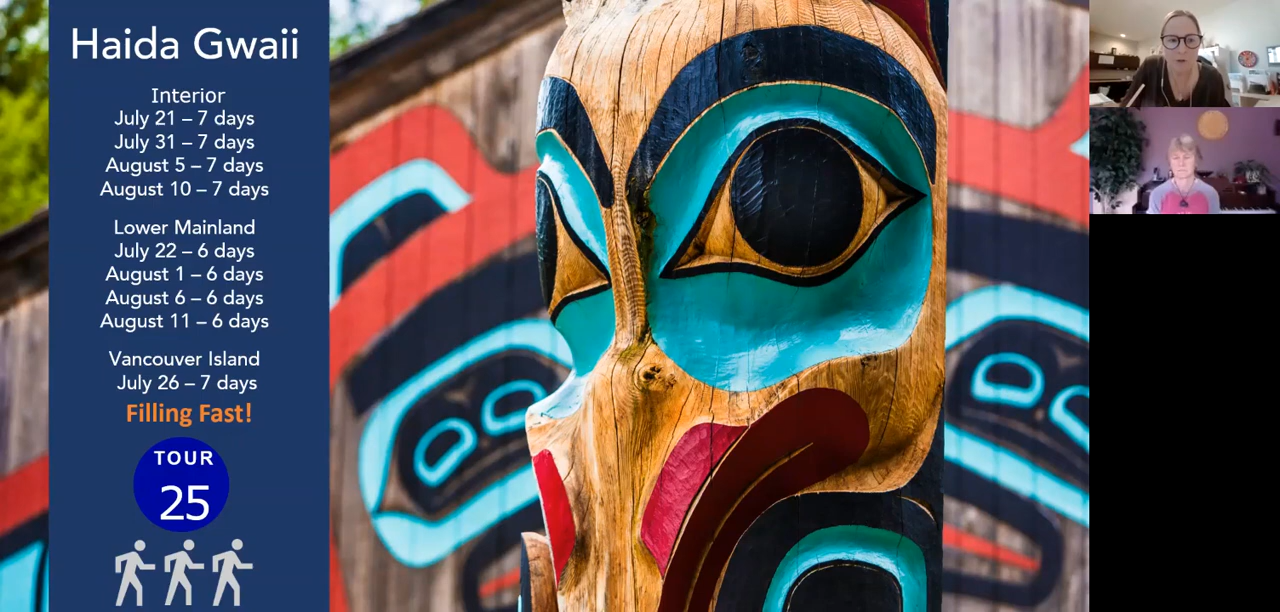 Haida Gwaii
Interior
July 21 – 7 days
July 31 – 7 days
August 5 – 7 days
August 10 – 7 days
Lower Mainland
July 22 – 6 days
August 1 – 6 days
August 6 – 6 days
August 11 – 6 days
Vancouver Island
July 26 – 7 days
Filling Fast!
TOUR
25